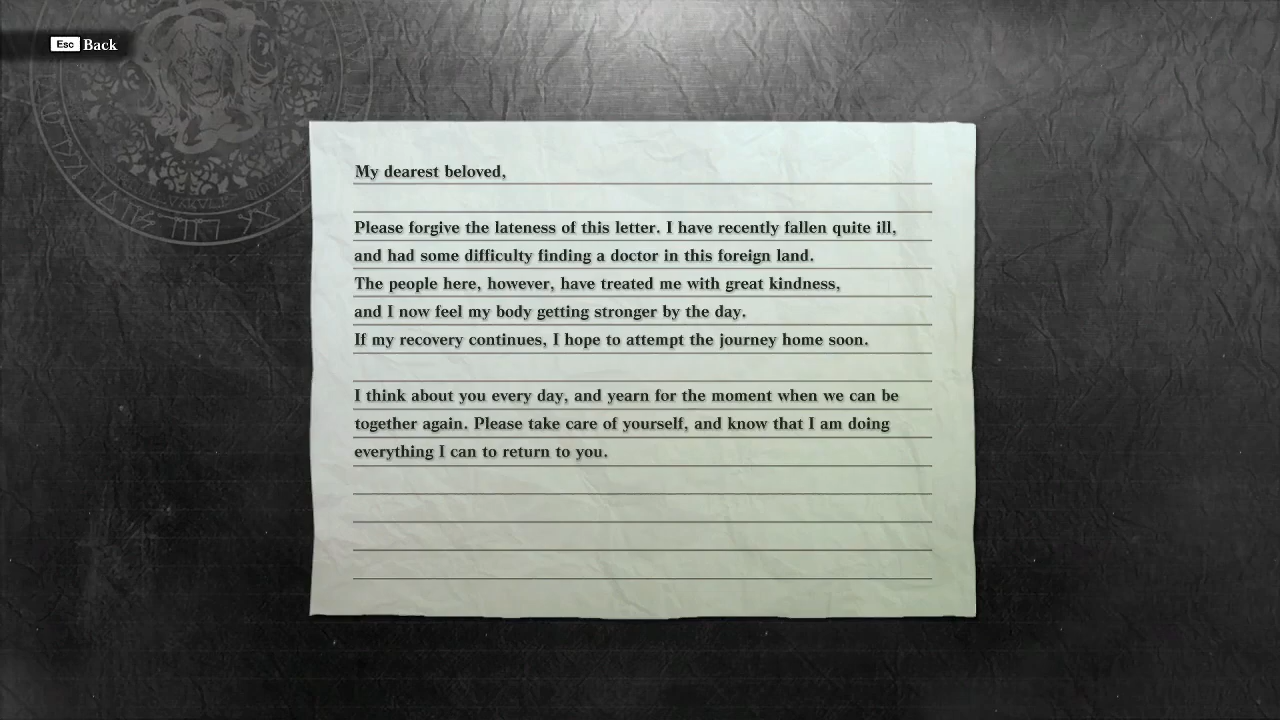 Esc Back
My dearest beloved,
Please forgive the lateness of this letter. I have recently fallen quite ill,
and had some difficulty finding a doctor in this foreign land.
The people here, however, have treated me with great kindness,
and I now feel my body getting stronger by the day.
If my recovery continues, I hope to attempt the journey home soon.
I think about you every day, and yearn for the moment when we can be
together again. Please take care of yourself, and know that I am doing
everything I can to return to you.